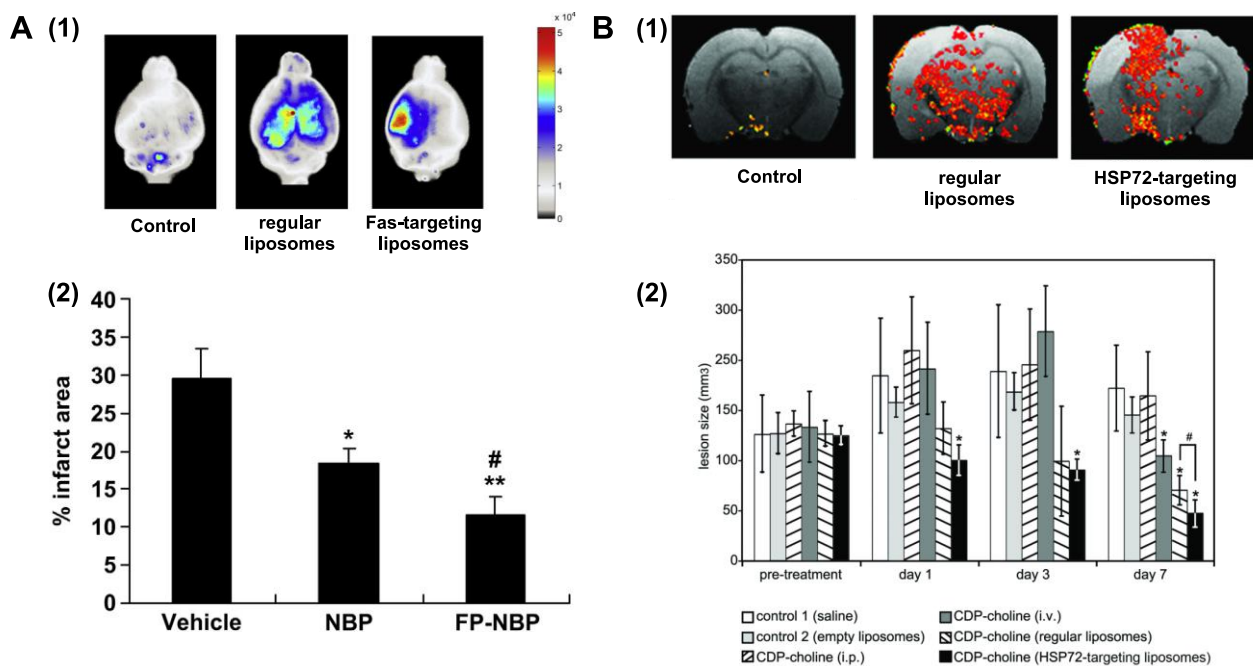 A (1)
x 10⁴
5
4
3
2
1
0
Control
regular
liposomes
Fas-targeting
liposomes
(2)
% infarct area
40
35
30
25
20
15
10
5
0
*
#
**
Vehicle NBP FP-NBP
B (1)
Control
regular
liposomes
HSP72-targeting
liposomes
(2)
lesion size (mm3)
350
300
250
150
100
50
0
*
*
*
*
#
*
pre-treatment day 1 day 3 day 7
control 1 (saline)
control 2 (empty liposomes)
CDP-choline (i.p.)
CDP-choline (i.v.)
CDP-choline (regular liposomes)
CDP-choline (HSP72-targeting liposomes)